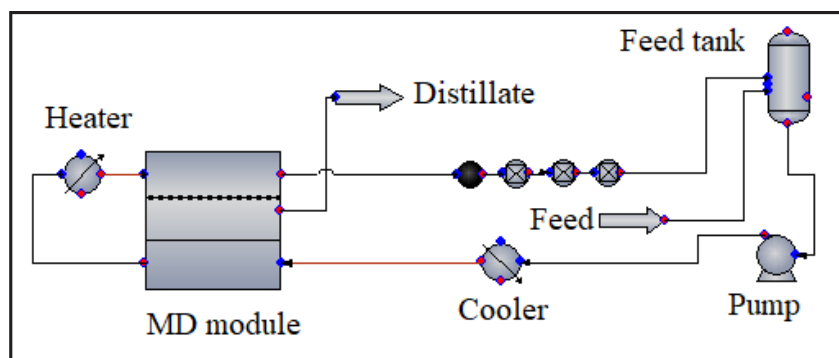 Feed tank
Distillate
Heater
Feed
Cooler
Pump
MD module